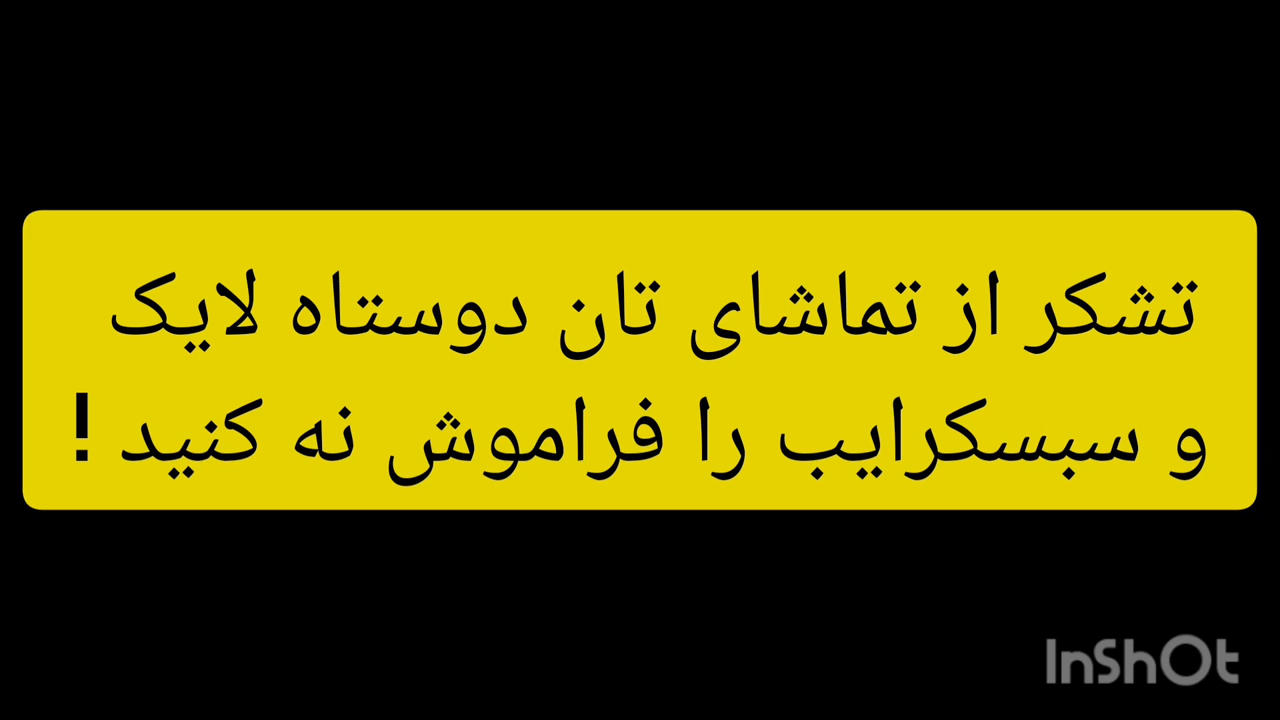 تشکر از تماشای تان دوستاه لایک
و سبسکرایب را فراموش نه کنید !
InShOt